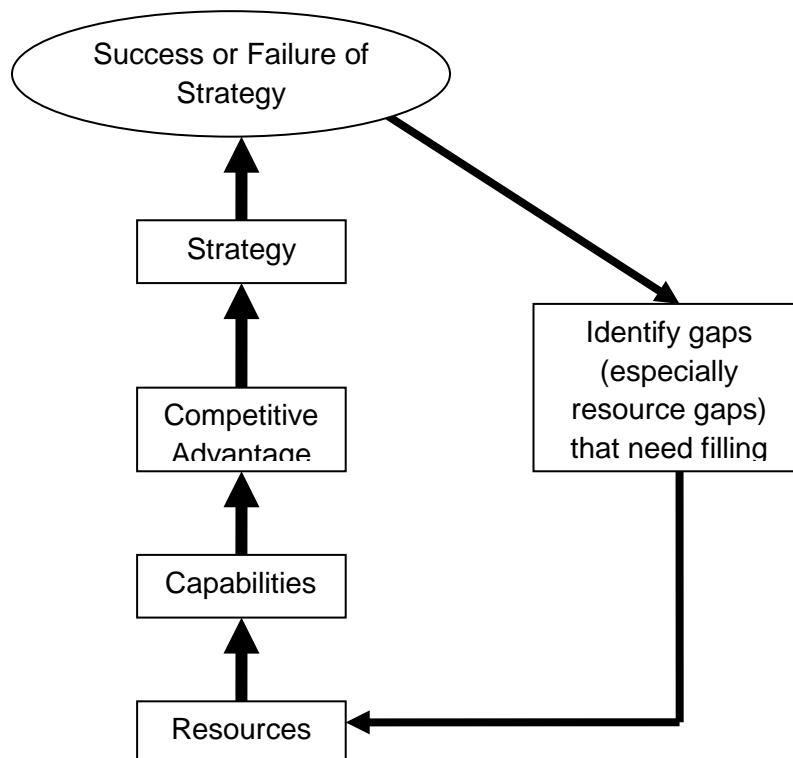 Success or Failure of
Strategy
Strategy
Identify gaps
(especially
resource gaps)
that need filling
Competitive
Advantage
Capabilities
Resources